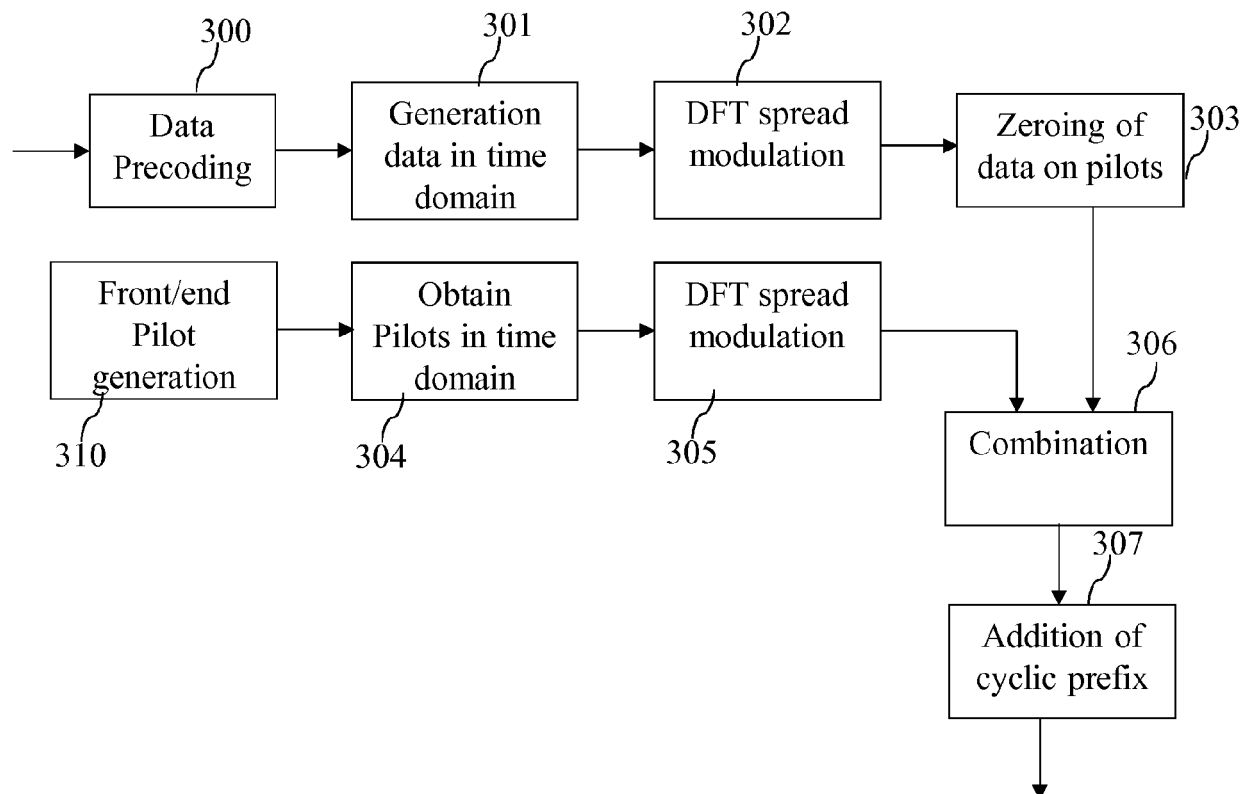 300
301
302
Data
Precoding
Generation
data in time
domain
DFT spread
modulation
Zeroing of
data on pilots
303
Front/end
Pilot
generation
Obtain
Pilots in time
domain
DFT spread
modulation
310
304
305
306
Combination
307
Addition of
cyclic prefix